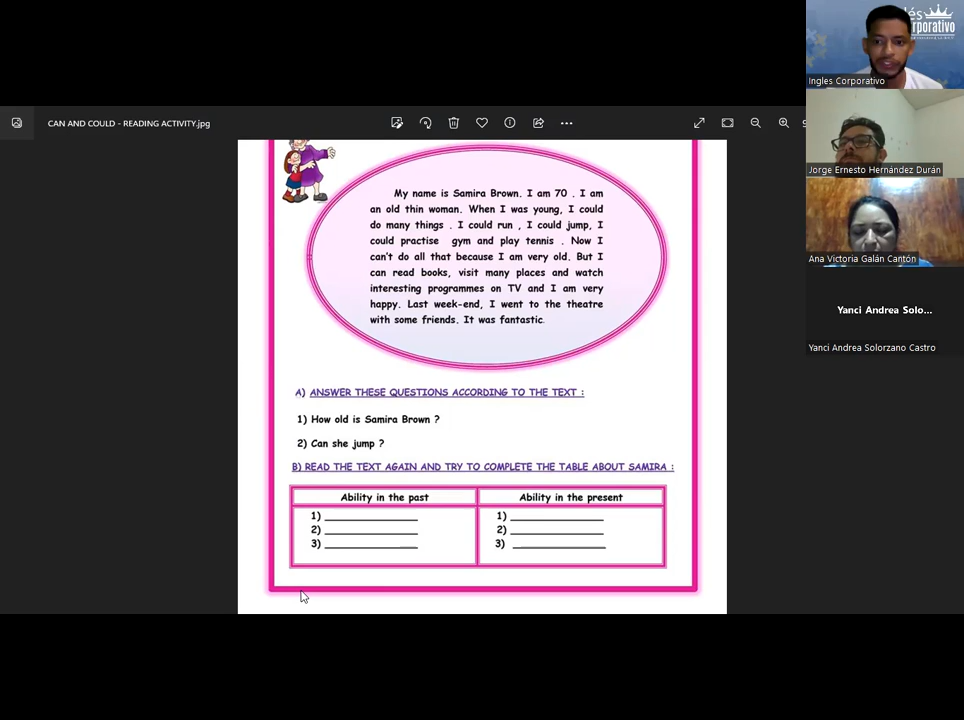 CAN AND COULD - READING ACTIVITY.jpg
My name is Samira Brown. I am 70 . I am
an old thin woman. When I was young, I could
do many things . I could run , I could jump, I
could practise gym and play tennis . Now I
can't do all that because I am very old. But I
can read books, visit many places and watch
interesting programmes on TV and I am very
happy. Last week-end, I went to the theatre
with some friends. It was fantastic.
A) ANSWER THESE QUESTIONS ACCORDING TO THE TEXT :
1) How old is Samira Brown ?
2) Can she jump ?
B) READ THE TEXT AGAIN AND TRY TO COMPLETE THE TABLE ABOUT SAMIRA :
Ability in the past
1) _______________
2) _______________
3) _______________
Ability in the present
1) _______________
2) _______________
3) _______________
Ingles Corporativo
Jorge Ernesto Hernández Durán
Ana Victoria Galán Cantón
Yanci Andrea Solo...
Yanci Andrea Solorzano Castro